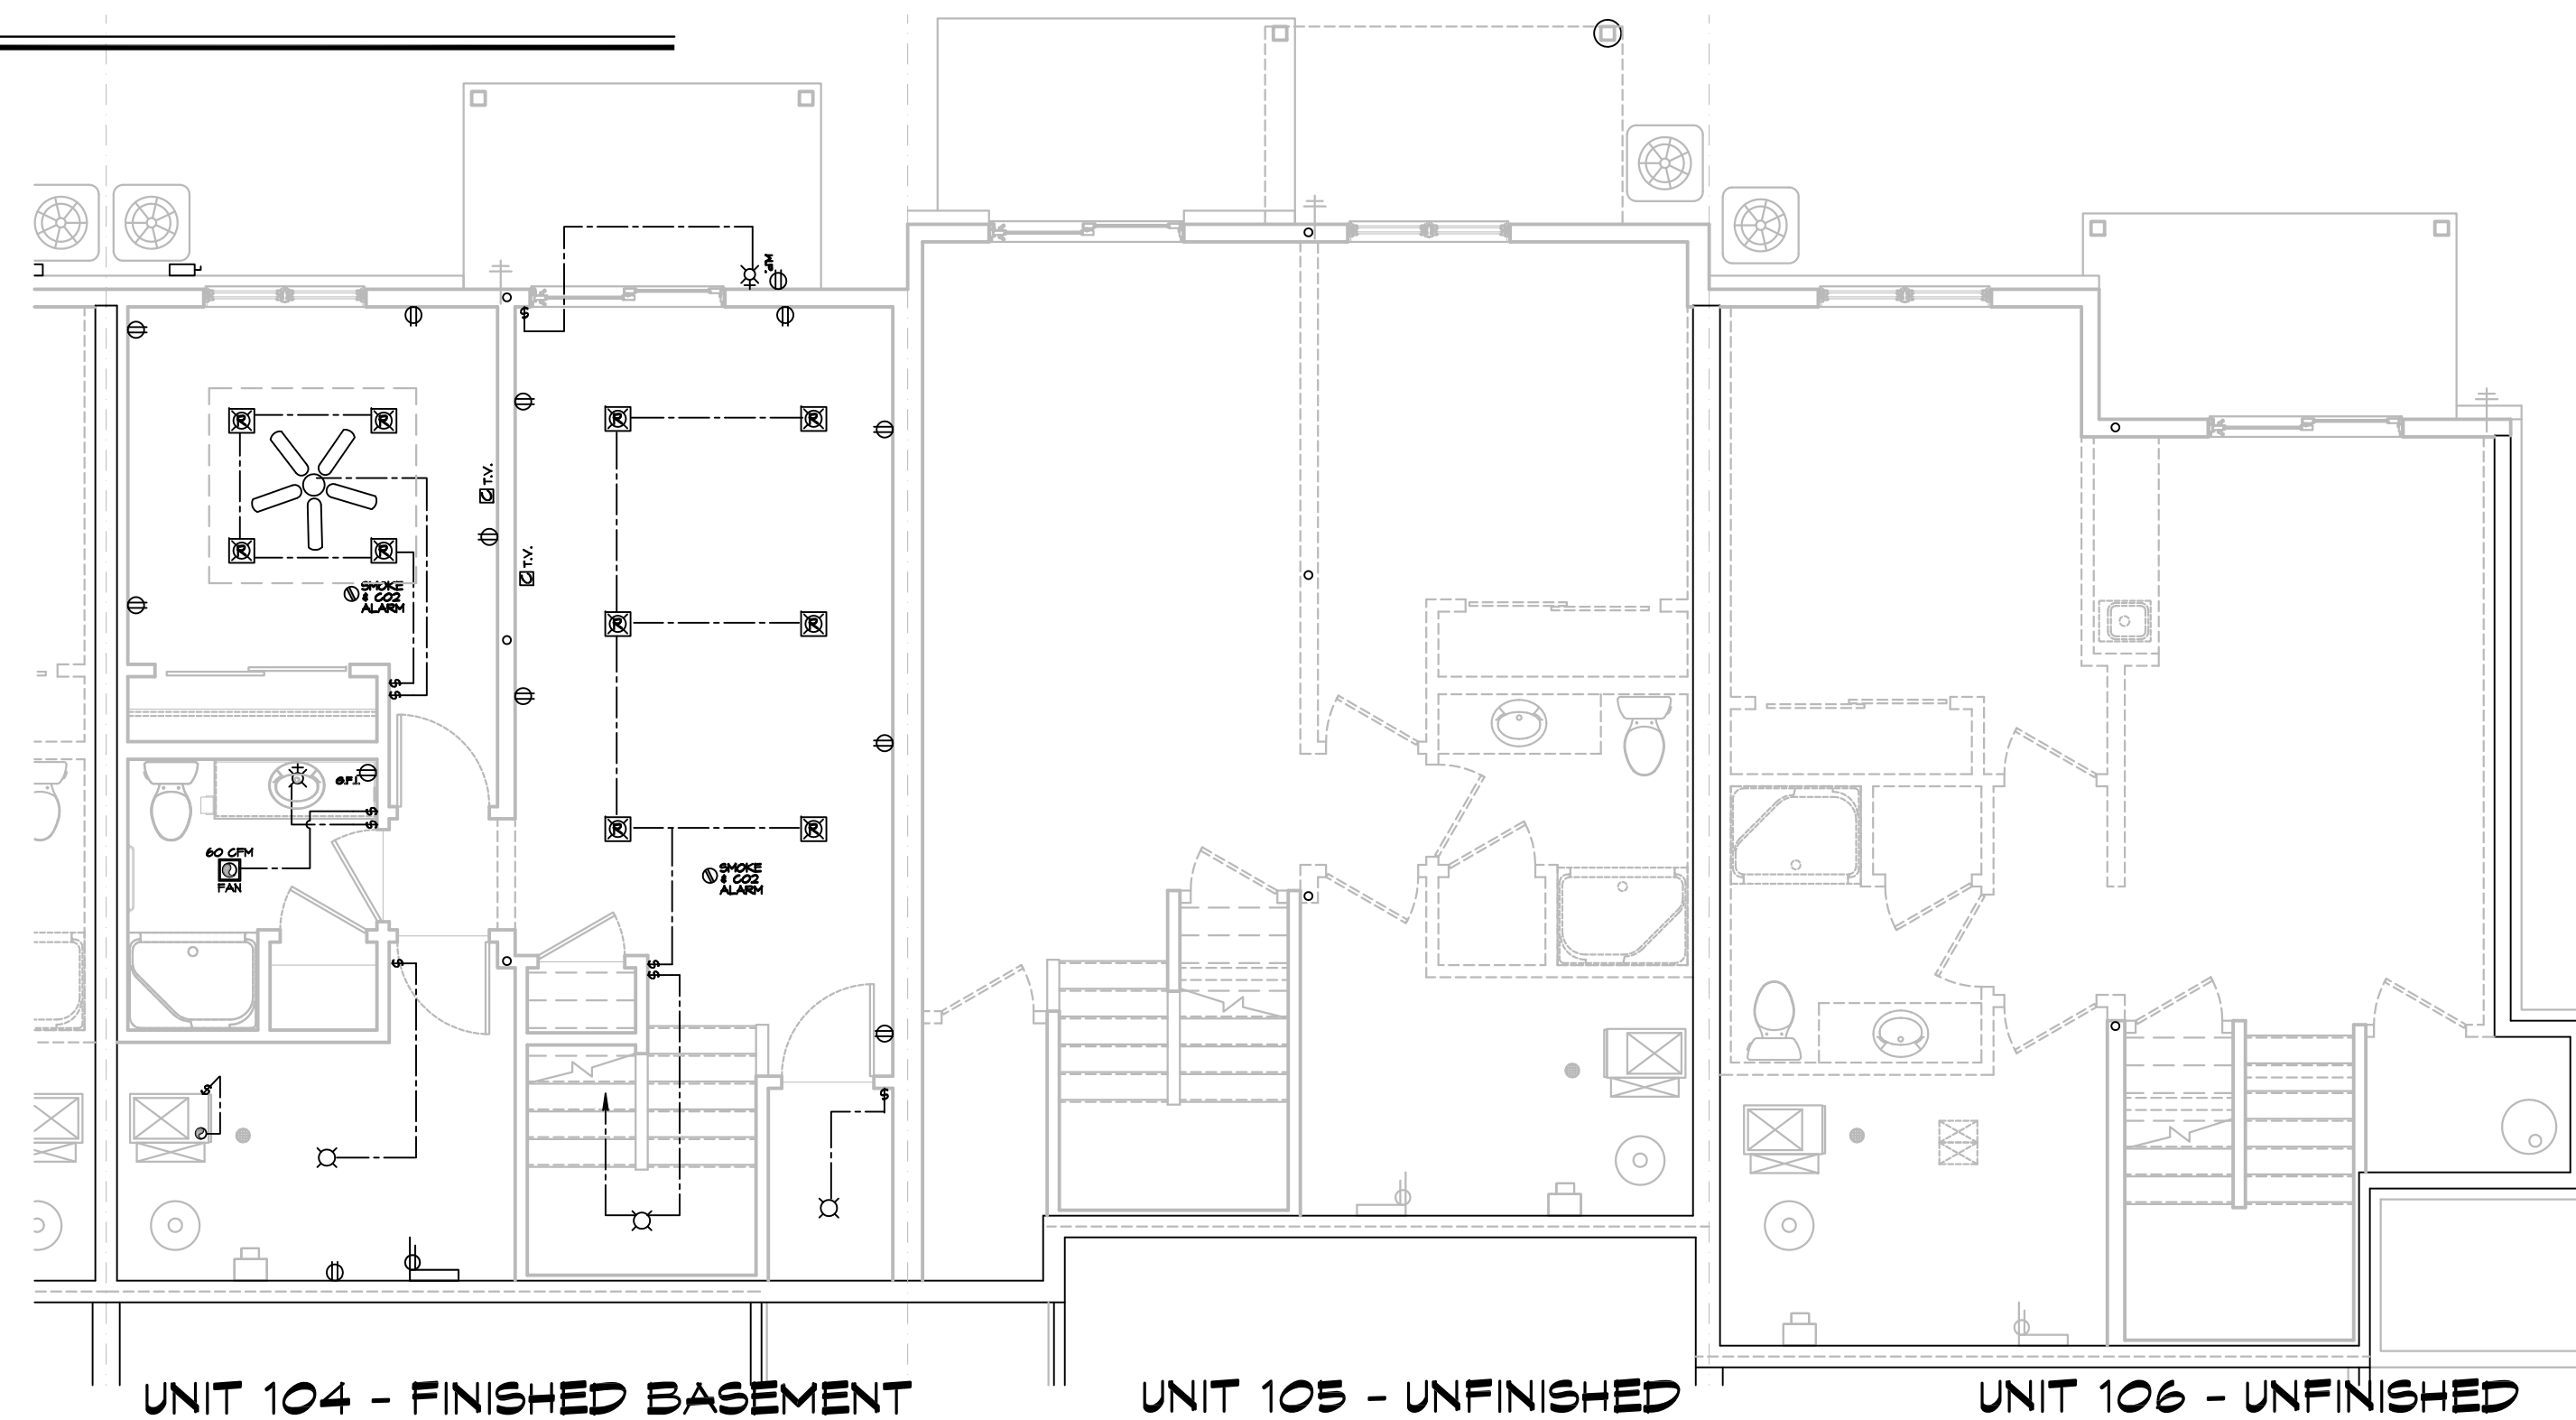 W.P.
R R
R R
T.V.
T.V.
R R
R R
SMOKE
& CO2
ALARM
R R
R R
$
$
$
G.F.I.
$
$
60 CFM
FAN
SMOKE
& CO2
ALARM
$
$
$
$
$
UNIT 104 - FINISHED BASEMENT
UNIT 105 - UNFINISHED
UNIT 106 - UNFINISHED